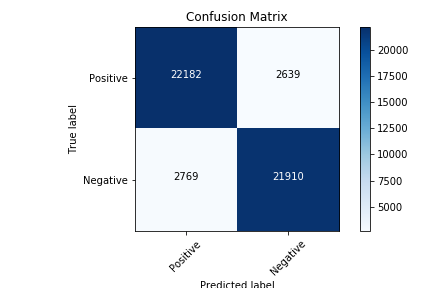 Confusion Matrix
Positive
22182
2639
20000
17500
15000
True label
12500
10000
Negative
2769
21910
7500
5000
Positive
Negative
Predicted label